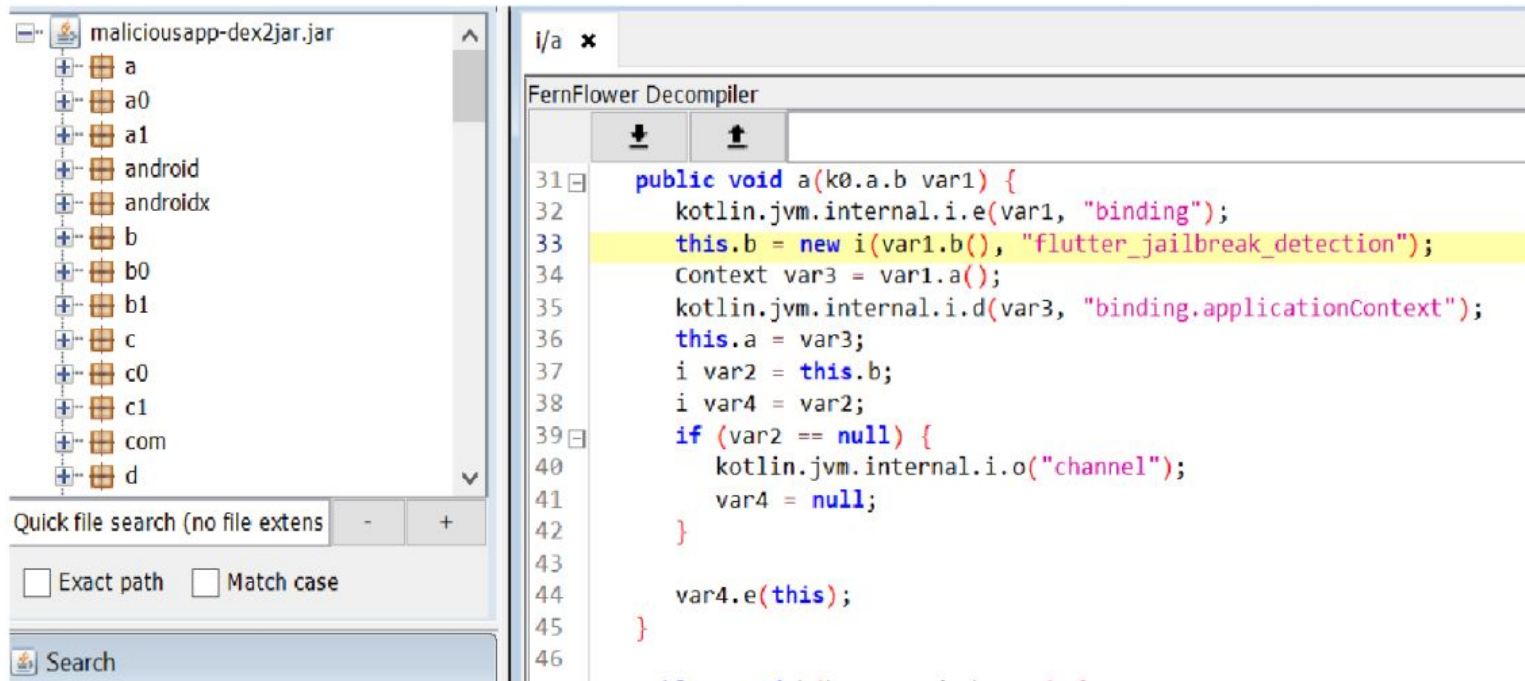 maliciousapp-dex2jar.jar
a
a0
a1
android
androidx
b
b0
b1
c
c0
c1
com
d
Quick file search (no file extens
- +
Exact path Match case
Search
i/a ×
FernFlower Decompiler
31 public void a(k0.a.b var1) {
32 kotlin.jvm.internal.i.e(var1, "binding");
33 this.b = new i(var1.b(), "flutter_jailbreak_detection");
34 Context var3 = var1.a();
35 kotlin.jvm.internal.i.d(var3, "binding.applicationContext");
36 this.a = var3;
37 i var2 = this.b;
38 i var4 = var2;
39 if (var2 == null) {
40 kotlin.jvm.internal.i.o("channel");
41 var4 = null;
42 }
43
44 var4.e(this);
45 }
46